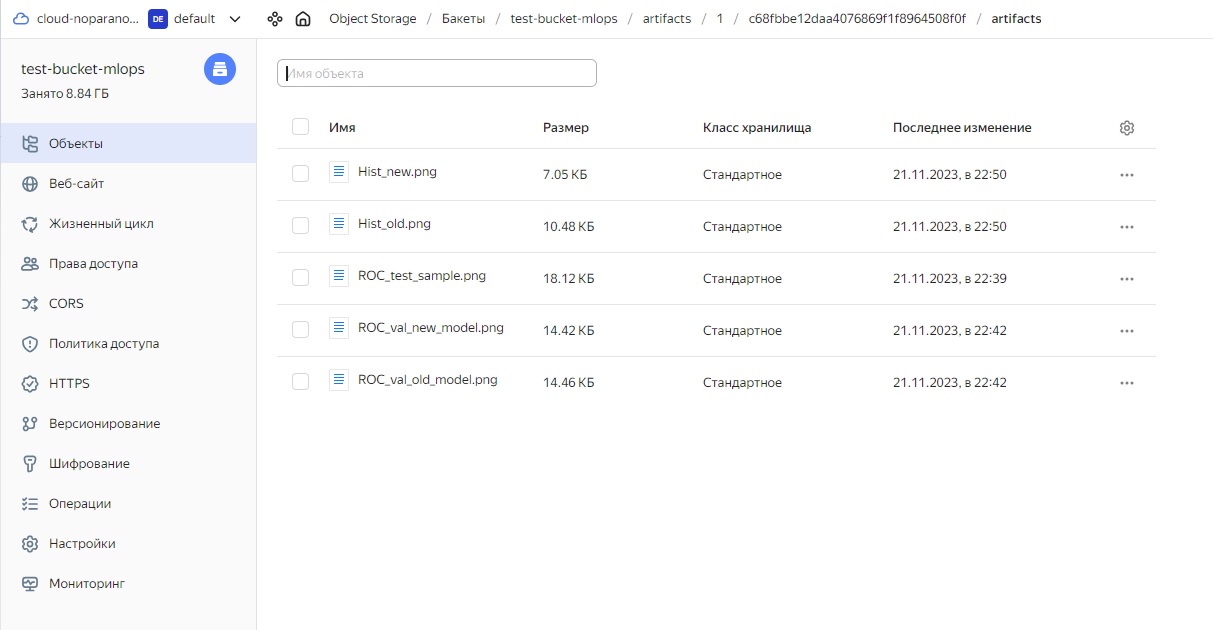 cloud-noparano... DE default Object Storage / Бакеты / test-bucket-mlops / artifacts / 1 / c68fbbe12daa4076869f1f8964508f0f / artifacts
test-bucket-mlops
Занято 8.84 ГБ
Объекты
Веб-сайт
Жизненный цикл
Права доступа
CORS
Политика доступа
HTTPS
Версионирование
Шифрование
Операции
Настройки
Мониторинг
Имя объекта
Имя Размер Класс хранилища Последнее изменение
Hist_new.png 7.05 КБ Стандартное 21.11.2023, в 22:50
Hist_old.png 10.48 КБ Стандартное 21.11.2023, в 22:50
ROC_test_sample.png 18.12 КБ Стандартное 21.11.2023, в 22:39
ROC_val_new_model.png 14.42 КБ Стандартное 21.11.2023, в 22:42
ROC_val_old_model.png 14.46 КБ Стандартное 21.11.2023, в 22:42